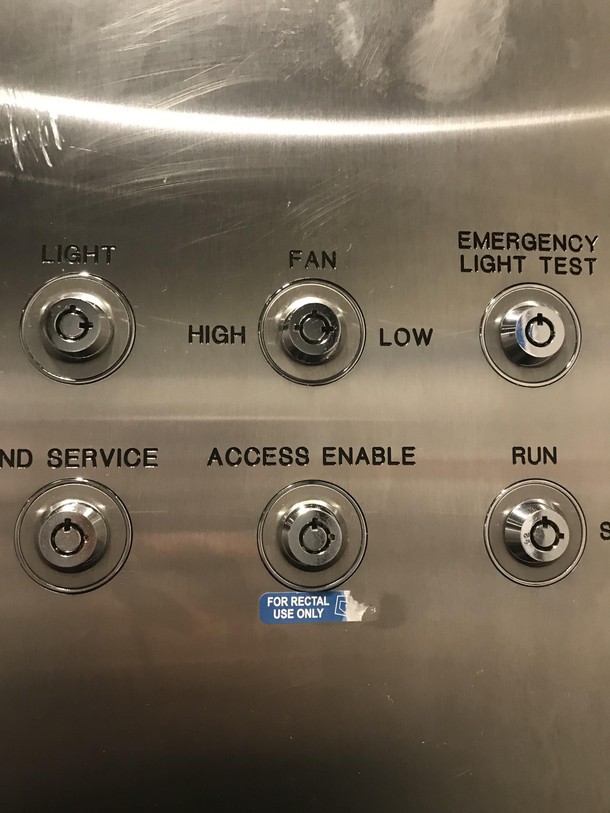 LIGHT
FAN
EMERGENCY
LIGHT TEST
HIGH
LOW
ND SERVICE
ACCESS ENABLE
RUN
S
FOR RECTAL
USE ONLY